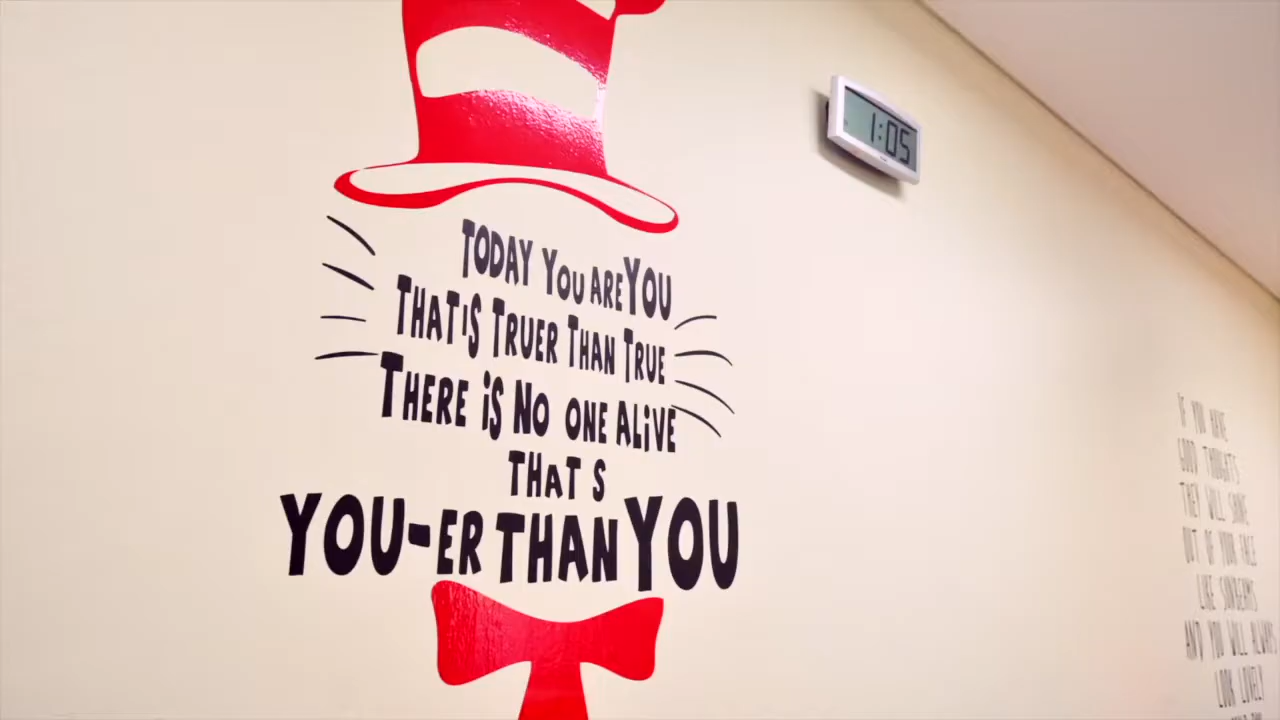 TODAY YOU ARE YOU
THAT IS TRUER THAN TRUE
THERE iS NO ONE ALiVE
THAT S
YOU-ER THAN YOU
1:05
IF YOU HAVE
GOOD THOUGHTS
THEY WILL SHINE
OUT OF YOUR FACE
LIKE SUNBEAMS
AND YOU WILL ALWAYS
LOOK LOVELY